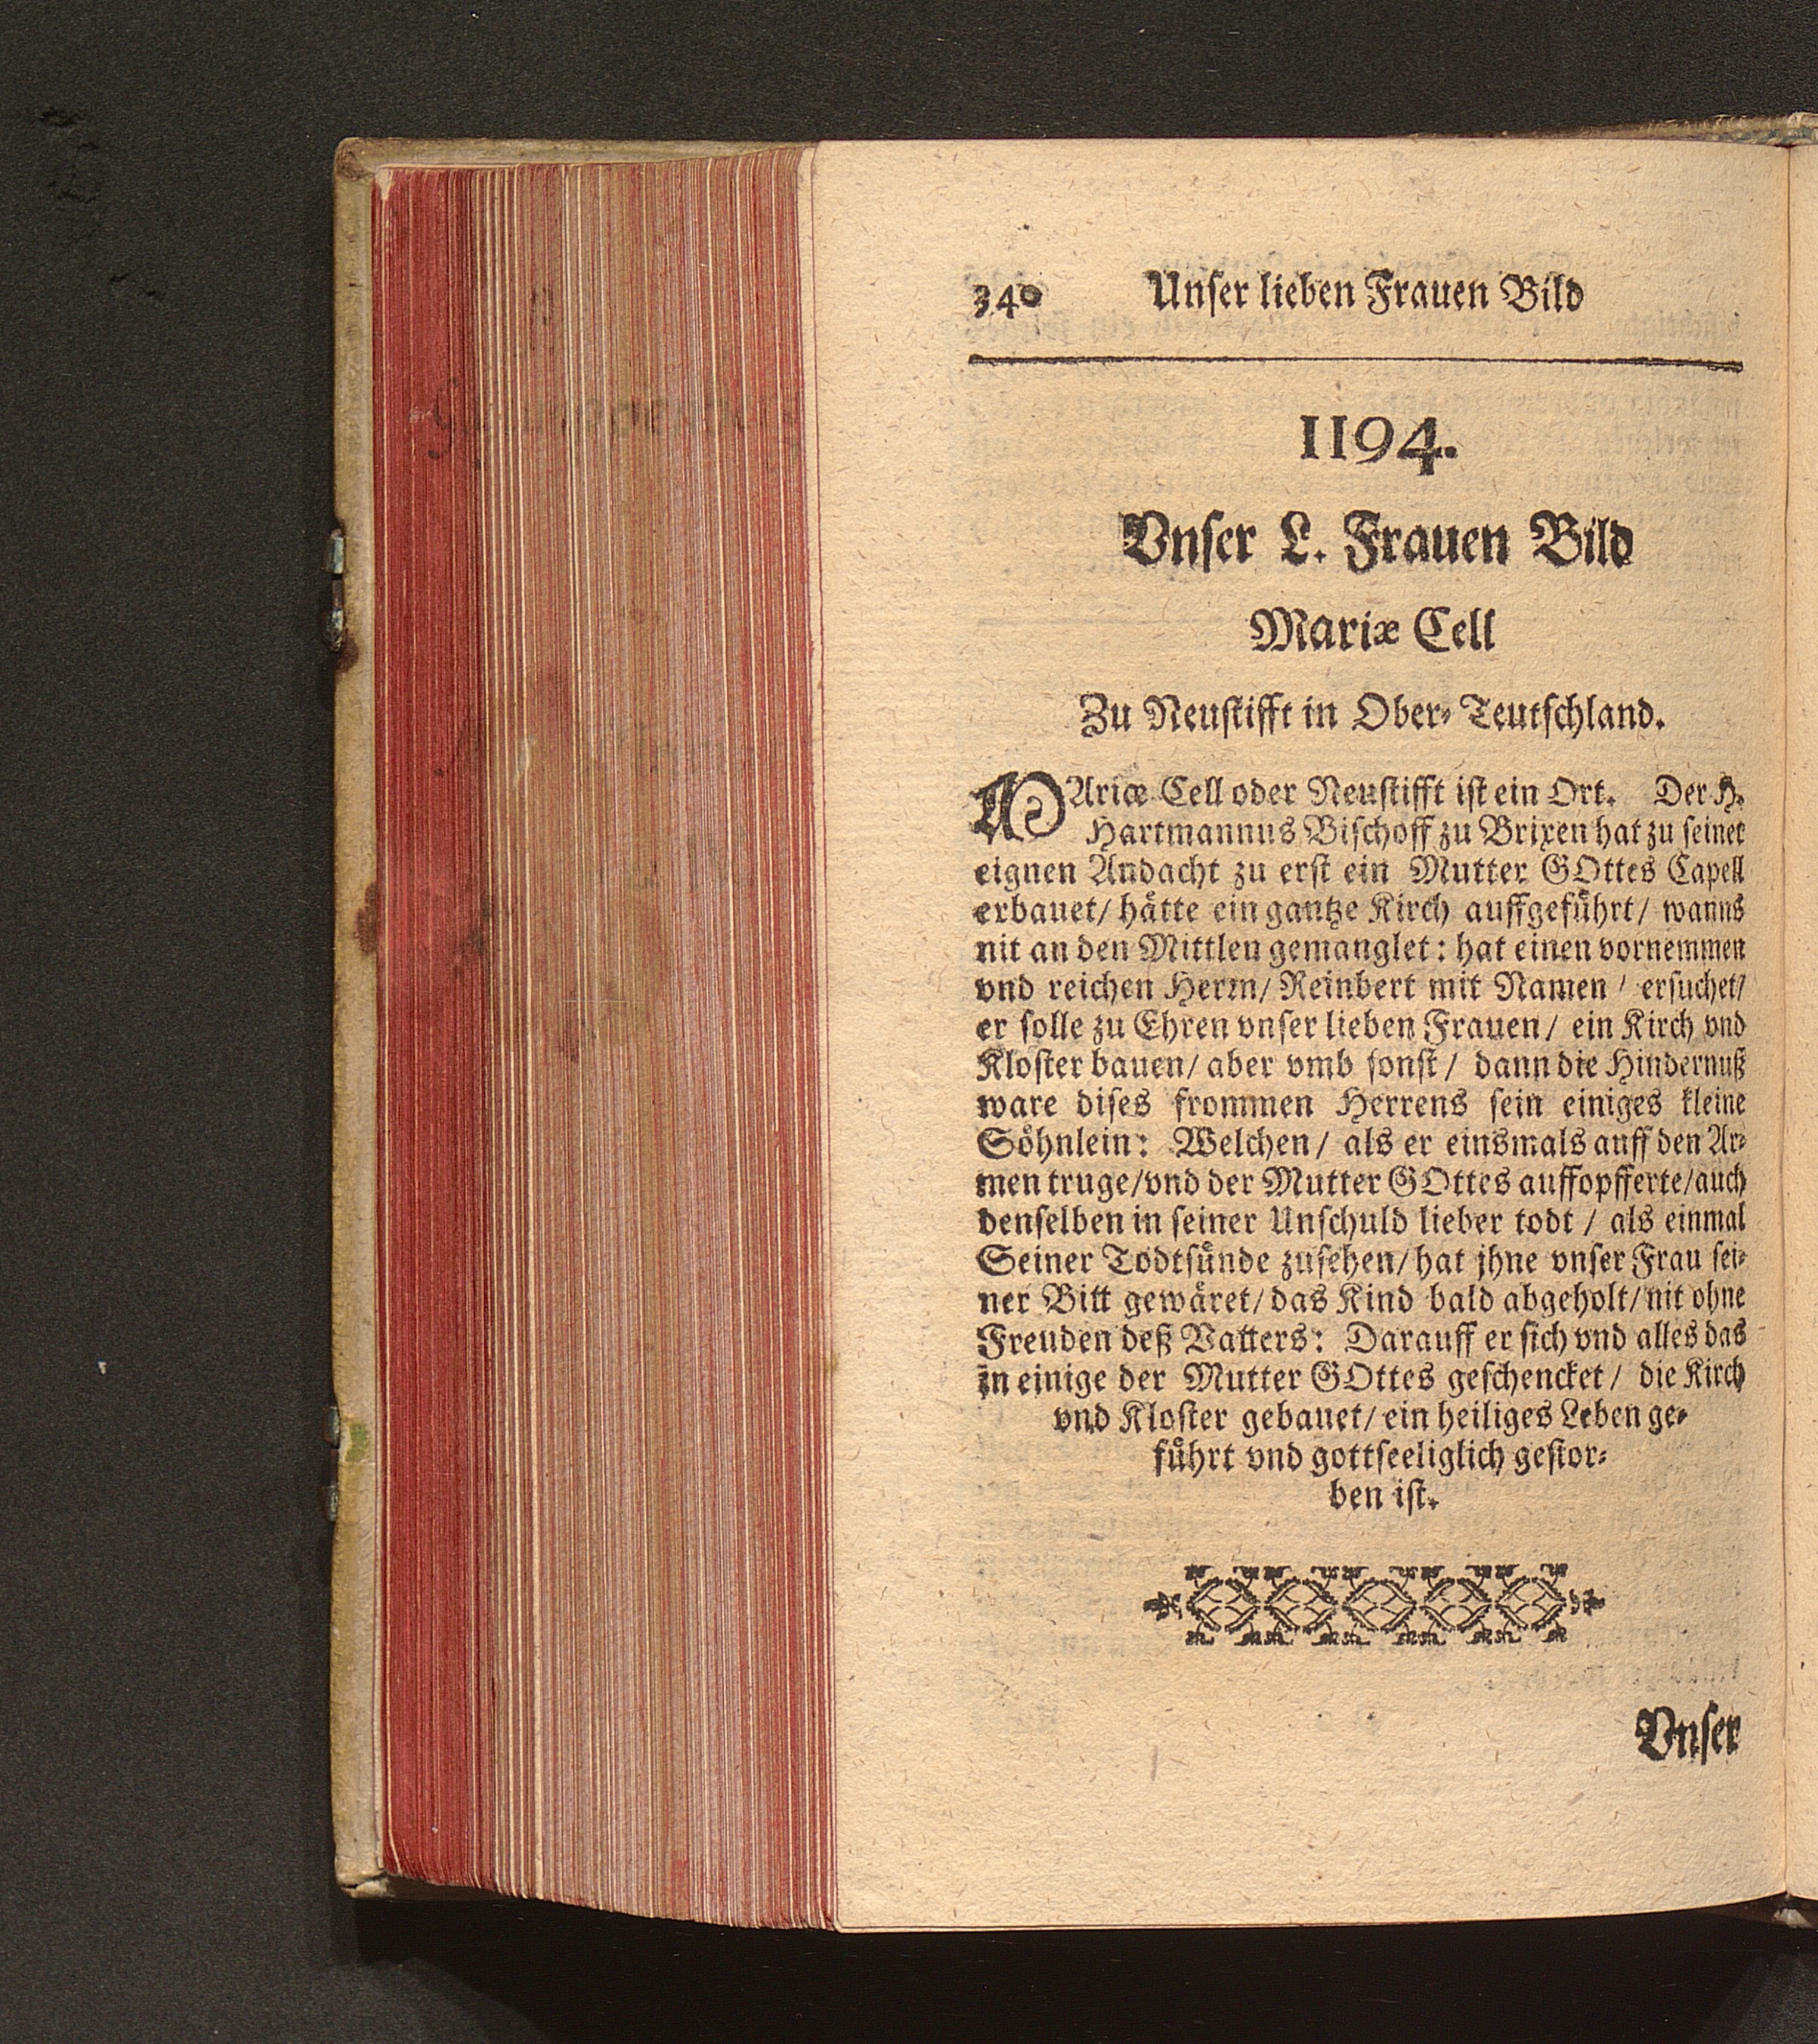 340 Unser lieben Frauen Bild
1194.
Vnser L. Frauen Bild
Mariæ Cell
Zu Neustifft in Ober-Teutschland.
MAriæ Cell oder Neustifft ist ein Ort. Der H.
Hartmannus Bischoff zu Brixen hat zu seiner
eignen Andacht zu erst ein Mutter GOttes Capell
erbauet/ hätte ein gantze Kirch auffgeführt/ wanns
nit an den Mittlen gemanglet: hat einen vornemmen
vnd reichen Herrn/ Reinbert mit Namen / ersuchet/
er solle zu Ehren vnser lieben Frauen/ ein Kirch vnd
Kloster bauen/ aber vmb sonst/ dann die Hindernuß
ware dises frommen Herrens sein einiges kleine
Söhnlein: Welchen/ als er einsmals auff den Ar-
men truge/vnd der Mutter GOttes auffopfferte/auch
denselben in seiner Unschuld lieber todt / als einmal
Seiner Todtsünde zusehen/ hat jhne vnser Frau sei-
ner Bitt gewäret/ das Kind bald abgeholt/ nit ohne
Freuden deß Vatters: Darauff er sich vnd alles das
einige der Mutter GOttes geschencket/ die Kirch
vnd Kloster gebauet/ ein heiliges Leben ge-
führt vnd gottseeliglich gestor-
ben ist.
Vnser